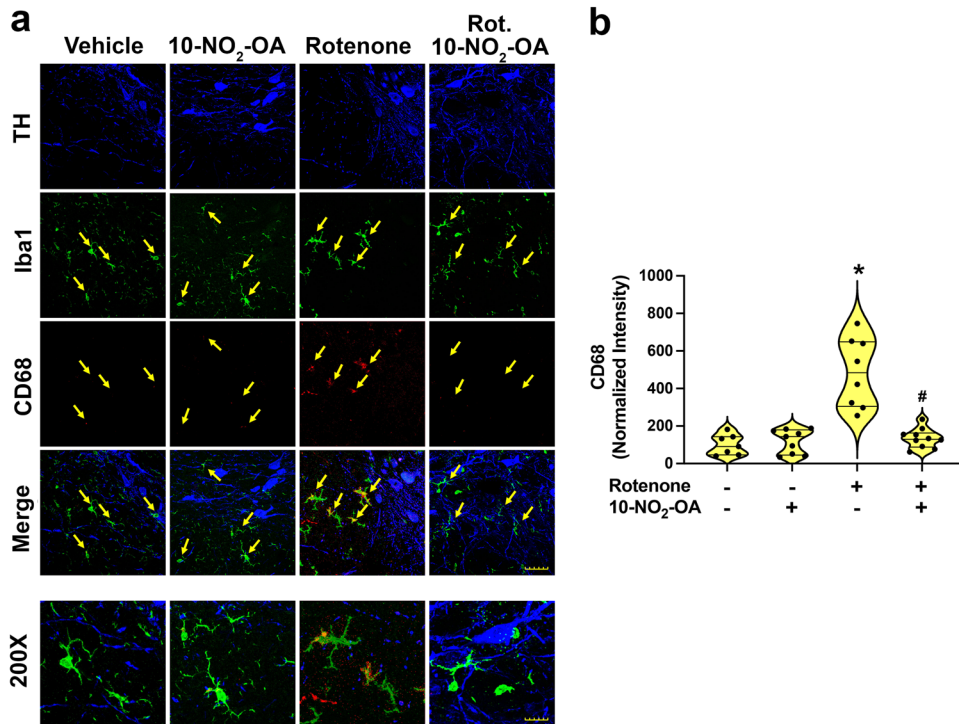 a
Vehicle
10-NO₂-OA
Rotenone
Rot.
10-NO₂-OA
TH
Iba1
CD68
Merge
200X
b
CD68
(Normalized Intensity)
1000
800
600
400
200
0
*
#
Rotenone - - + +
10-NO₂-OA - + - +